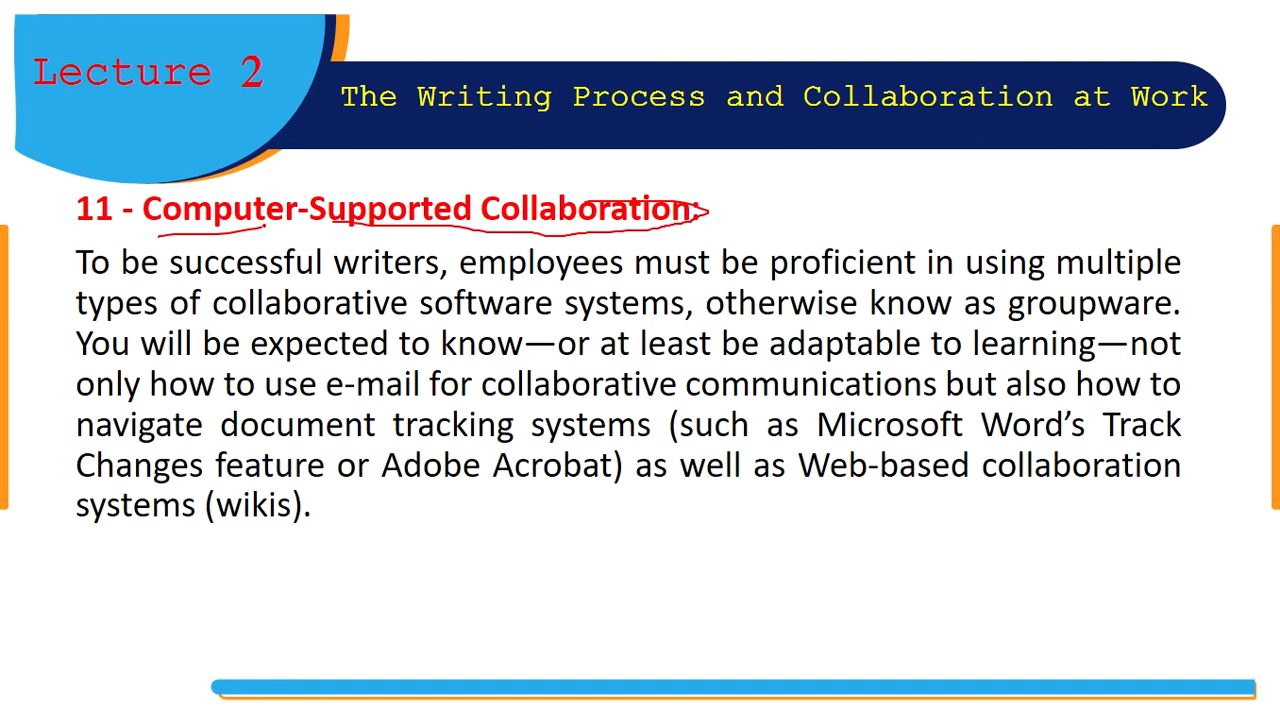 Lecture 2
The Writing Process and Collaboration at Work
11 - Computer-Supported Collaboration:
To be successful writers, employees must be proficient in using multiple
types of collaborative software systems, otherwise know as groupware.
You will be expected to know—or at least be adaptable to learning—not
only how to use e-mail for collaborative communications but also how to
navigate document tracking systems (such as Microsoft Word’s Track
Changes feature or Adobe Acrobat) as well as Web-based collaboration
systems (wikis).